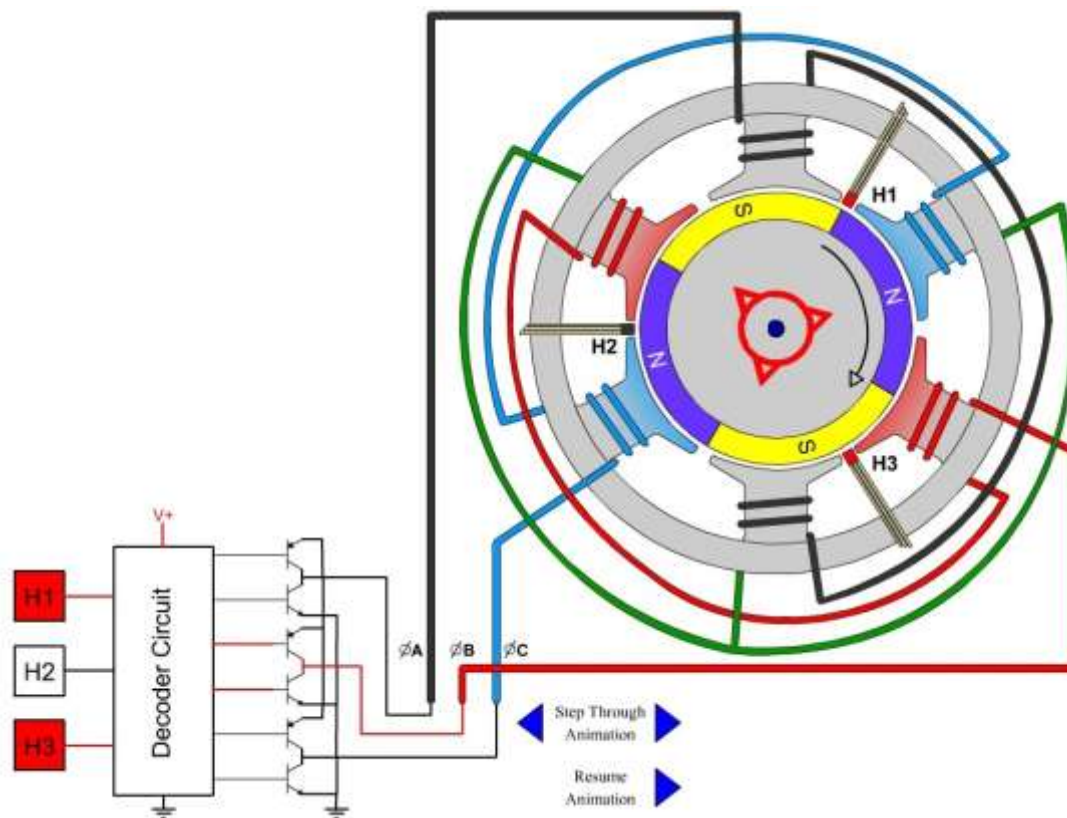 H1
S
N
H2
N
S
H3
V+
H1
H2
H3
Decoder Circuit
ØA
ØB
ØC
Step Through
Animation
Resume
Animation